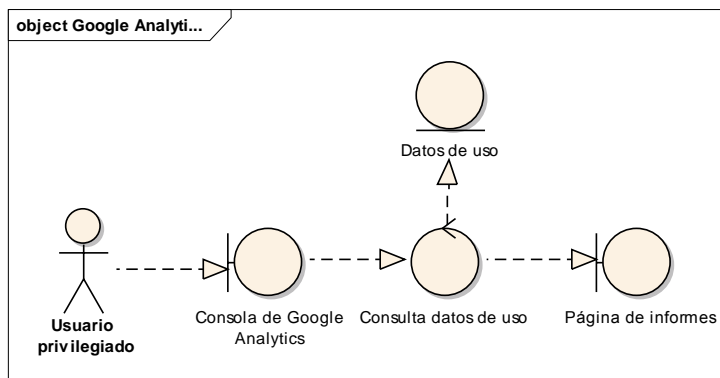 object Google Analyti...
Datos de uso
Usuario
privilegiado
Consola de Google
Analytics
Consulta datos de uso
Página de informes